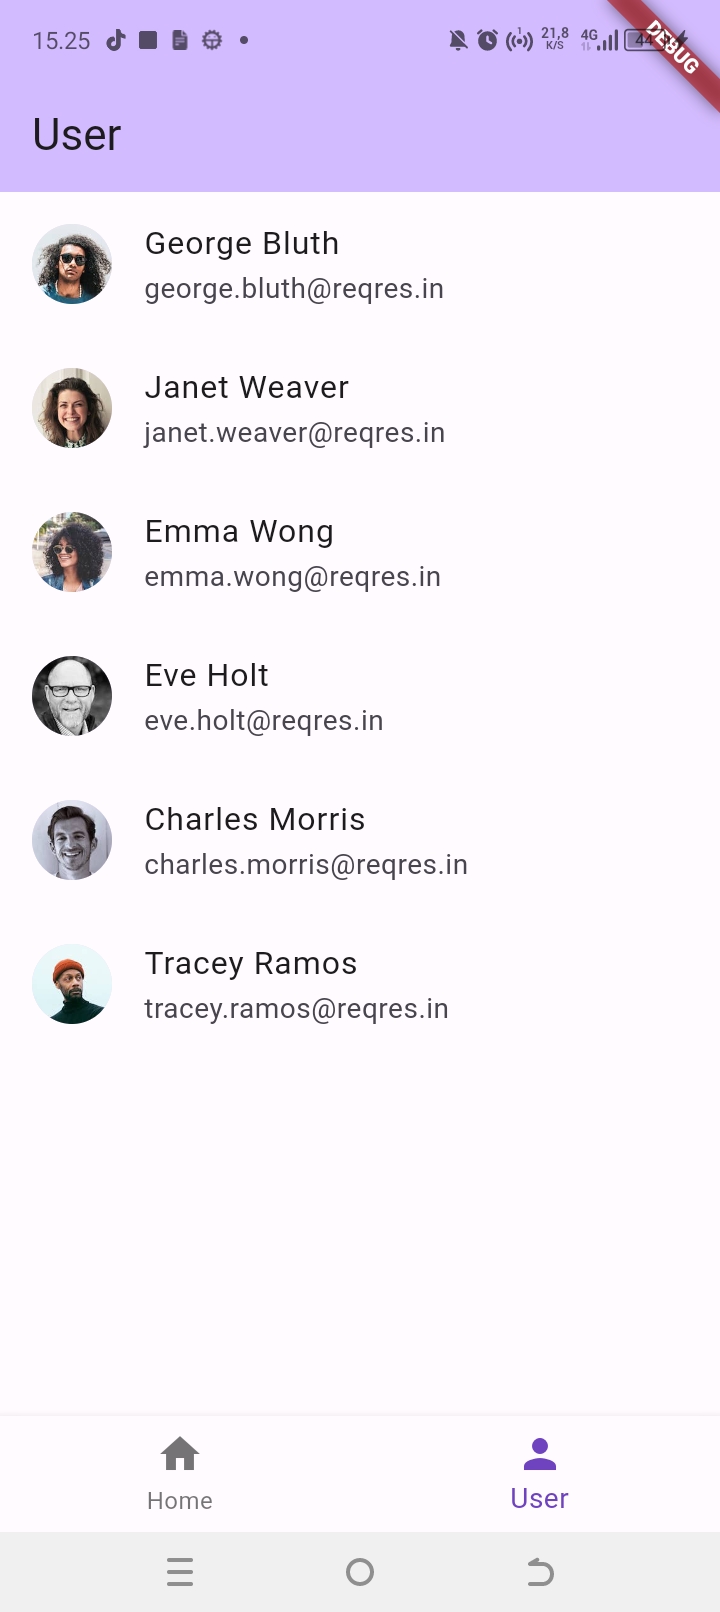 15.25
1
21,8
K/S
4G
44
DEBUG
User
George Bluth
george.bluth@reqres.in
Janet Weaver
janet.weaver@reqres.in
Emma Wong
emma.wong@reqres.in
Eve Holt
eve.holt@reqres.in
Charles Morris
charles.morris@reqres.in
Tracey Ramos
tracey.ramos@reqres.in
Home
User